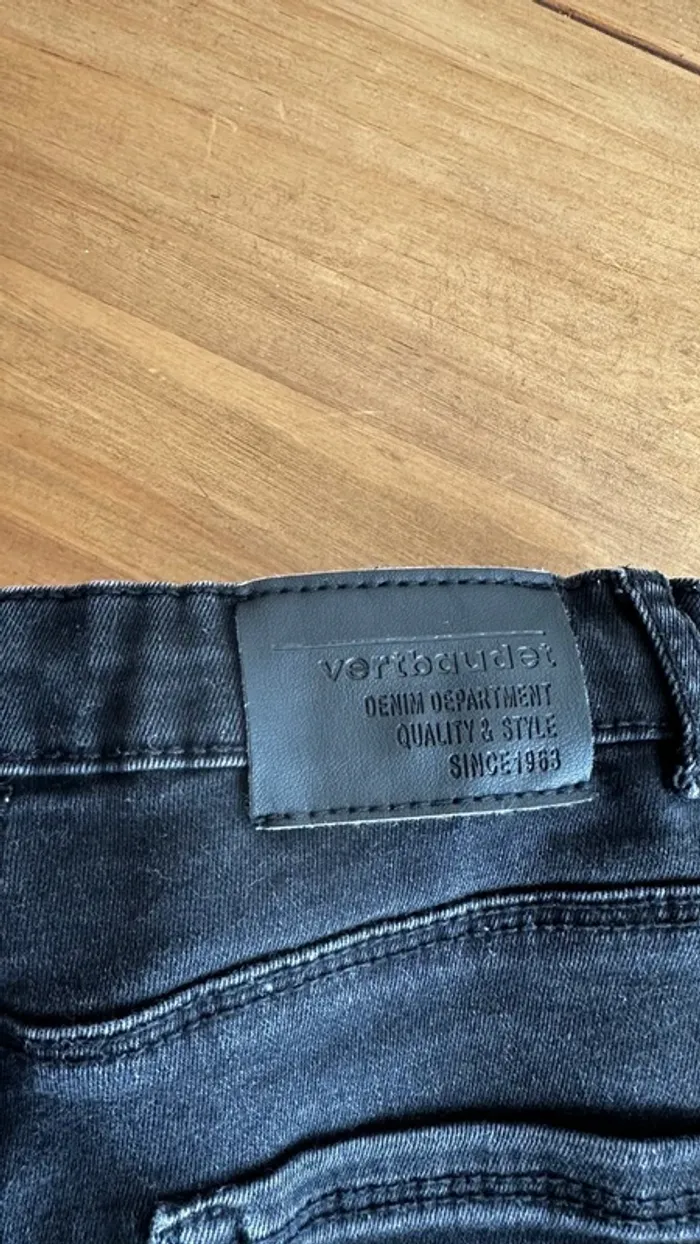 vertbaudet
DENIM DEPARTMENT
QUALITY & STYLE
SINCE 1963